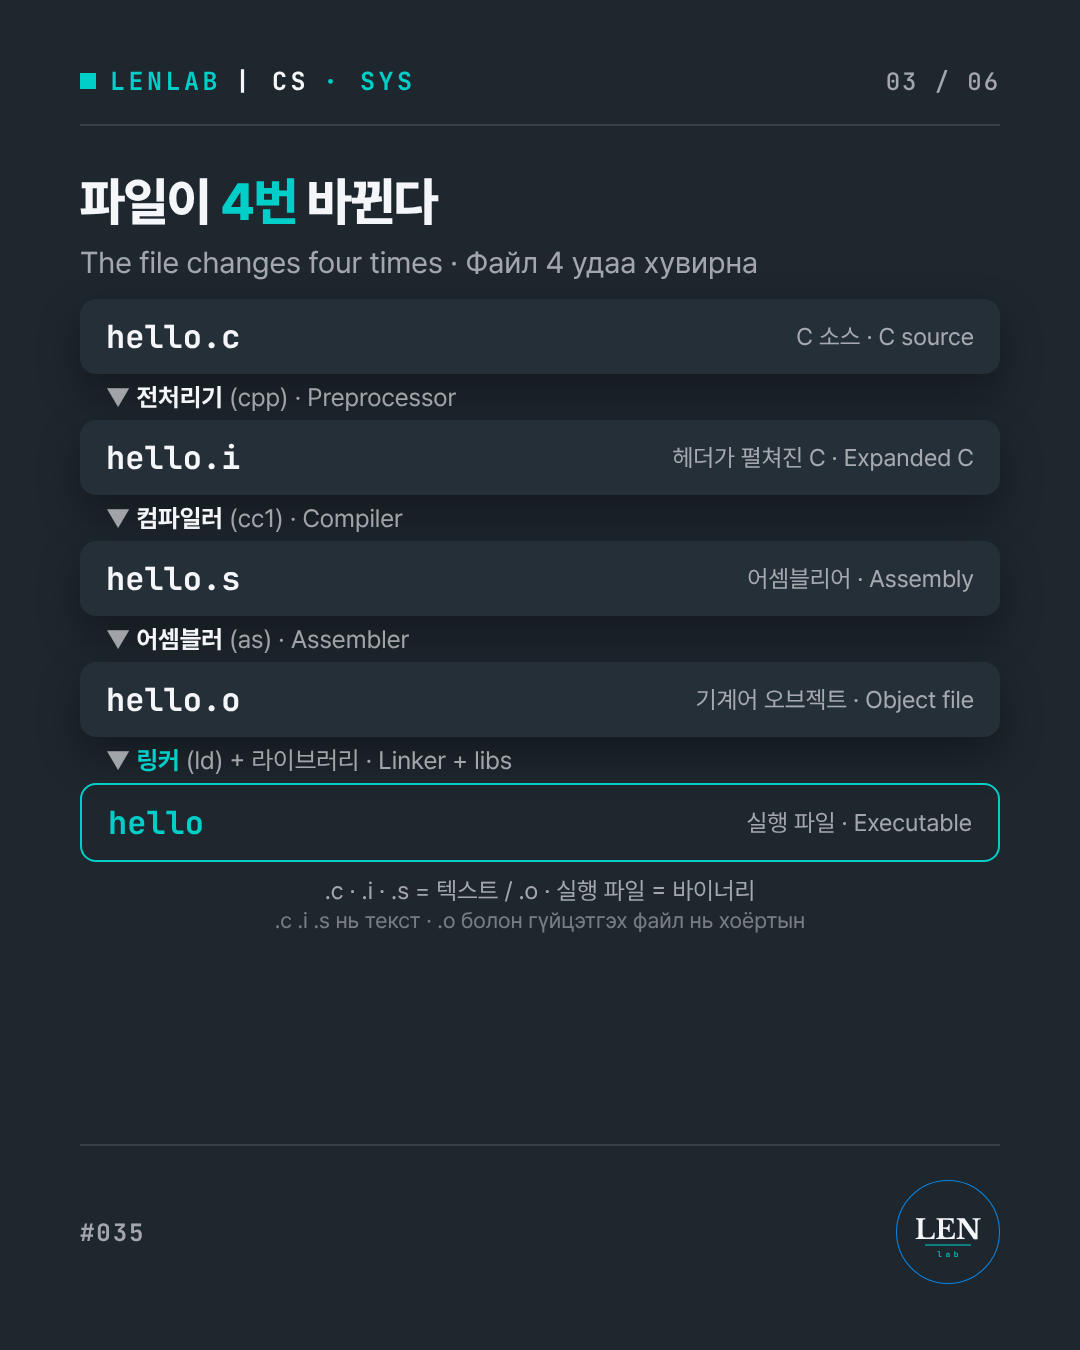 LENLAB | CS · SYS
03 / 06
파일이 4번 바뀐다
The file changes four times · Файл 4 удаа хувирна
hello.c
C 소스 · C source
▼ 전처리기 (cpp) · Preprocessor
hello.i
헤더가 펼쳐진 C · Expanded C
▼ 컴파일러 (cc1) · Compiler
hello.s
어셈블리어 · Assembly
▼ 어셈블러 (as) · Assembler
hello.o
기계어 오브젝트 · Object file
▼ 링커 (ld) + 라이브러리 · Linker + libs
hello
실행 파일 · Executable
.c · .i · .s = 텍스트 / .o · 실행 파일 = 바이너리
.c .i .s нь текст · .o болон гүйцэтгэх файл нь хоёртын
#035
LEN
lab